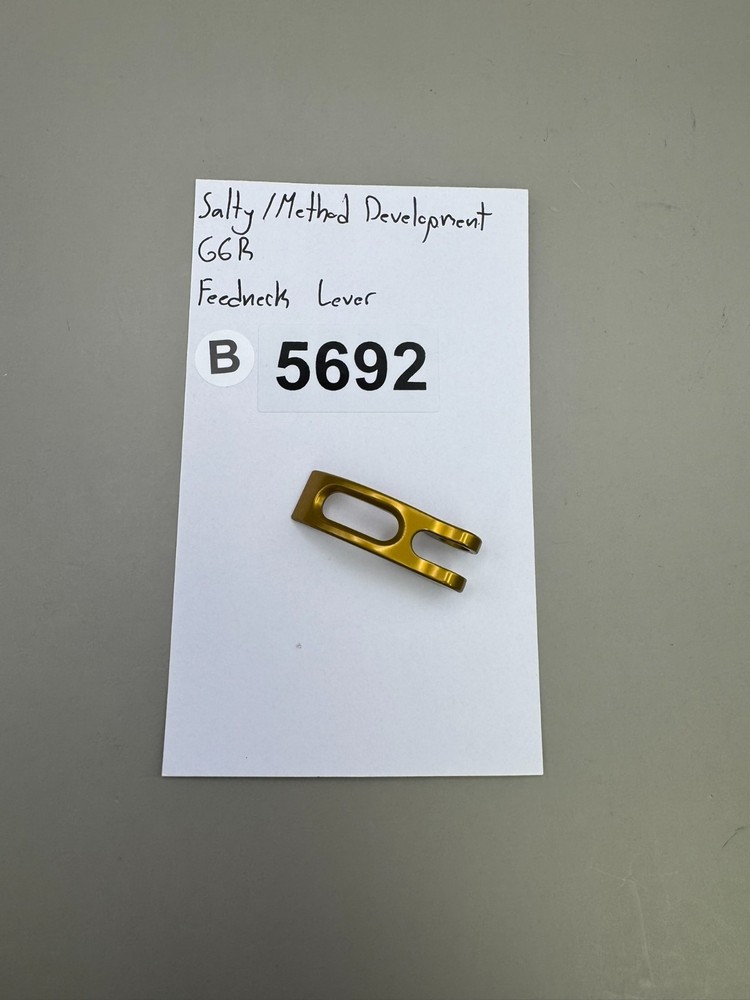 Salty / Method Development
G6R
Feedneck Lever
B 5692